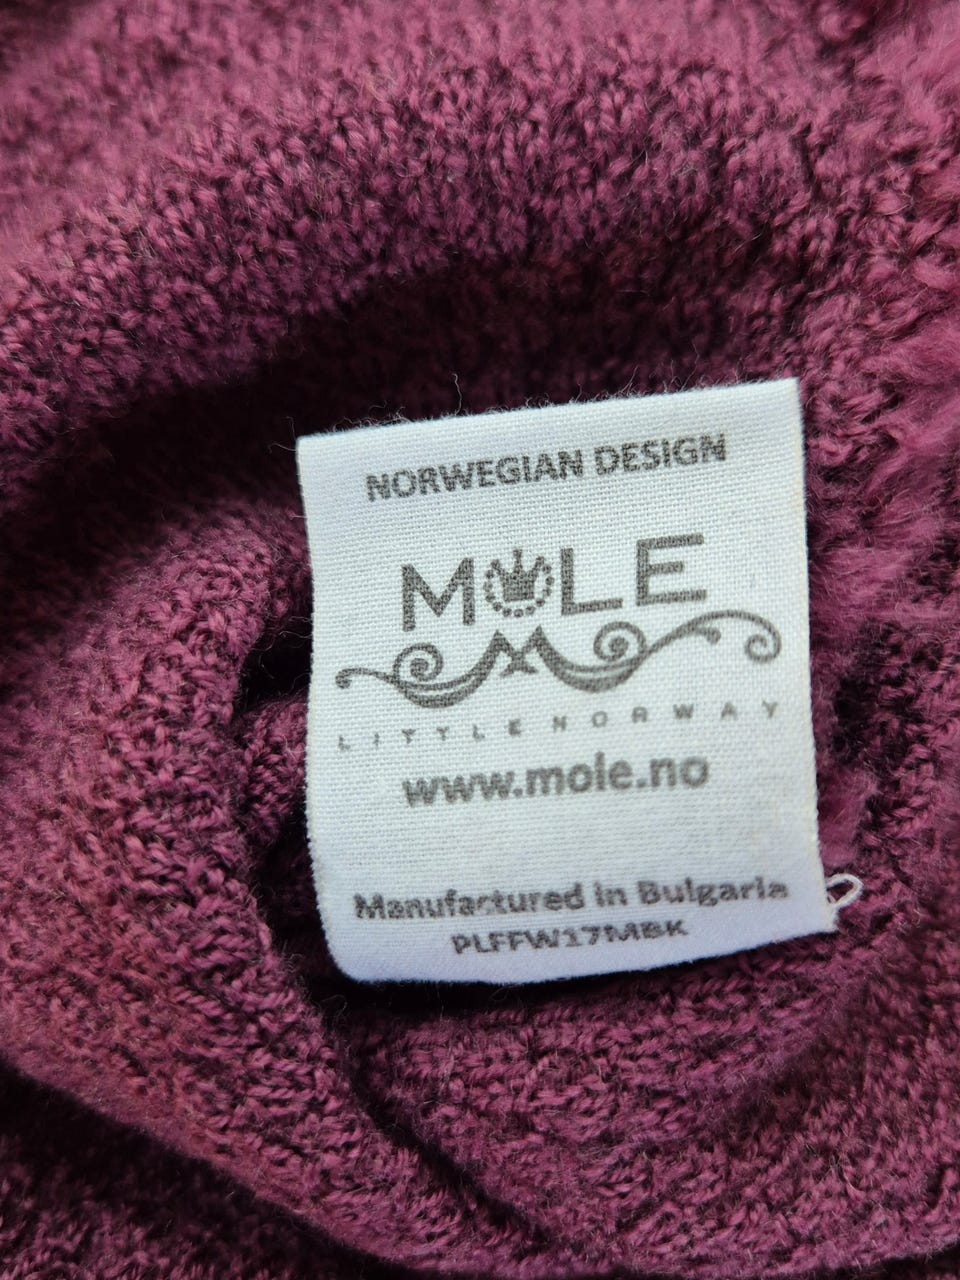 NORWEGIAN DESIGN
MOLE
LITTLE NORWAY
www.mole.no
Manufactured in Bulgaria
PLFFW17MBK